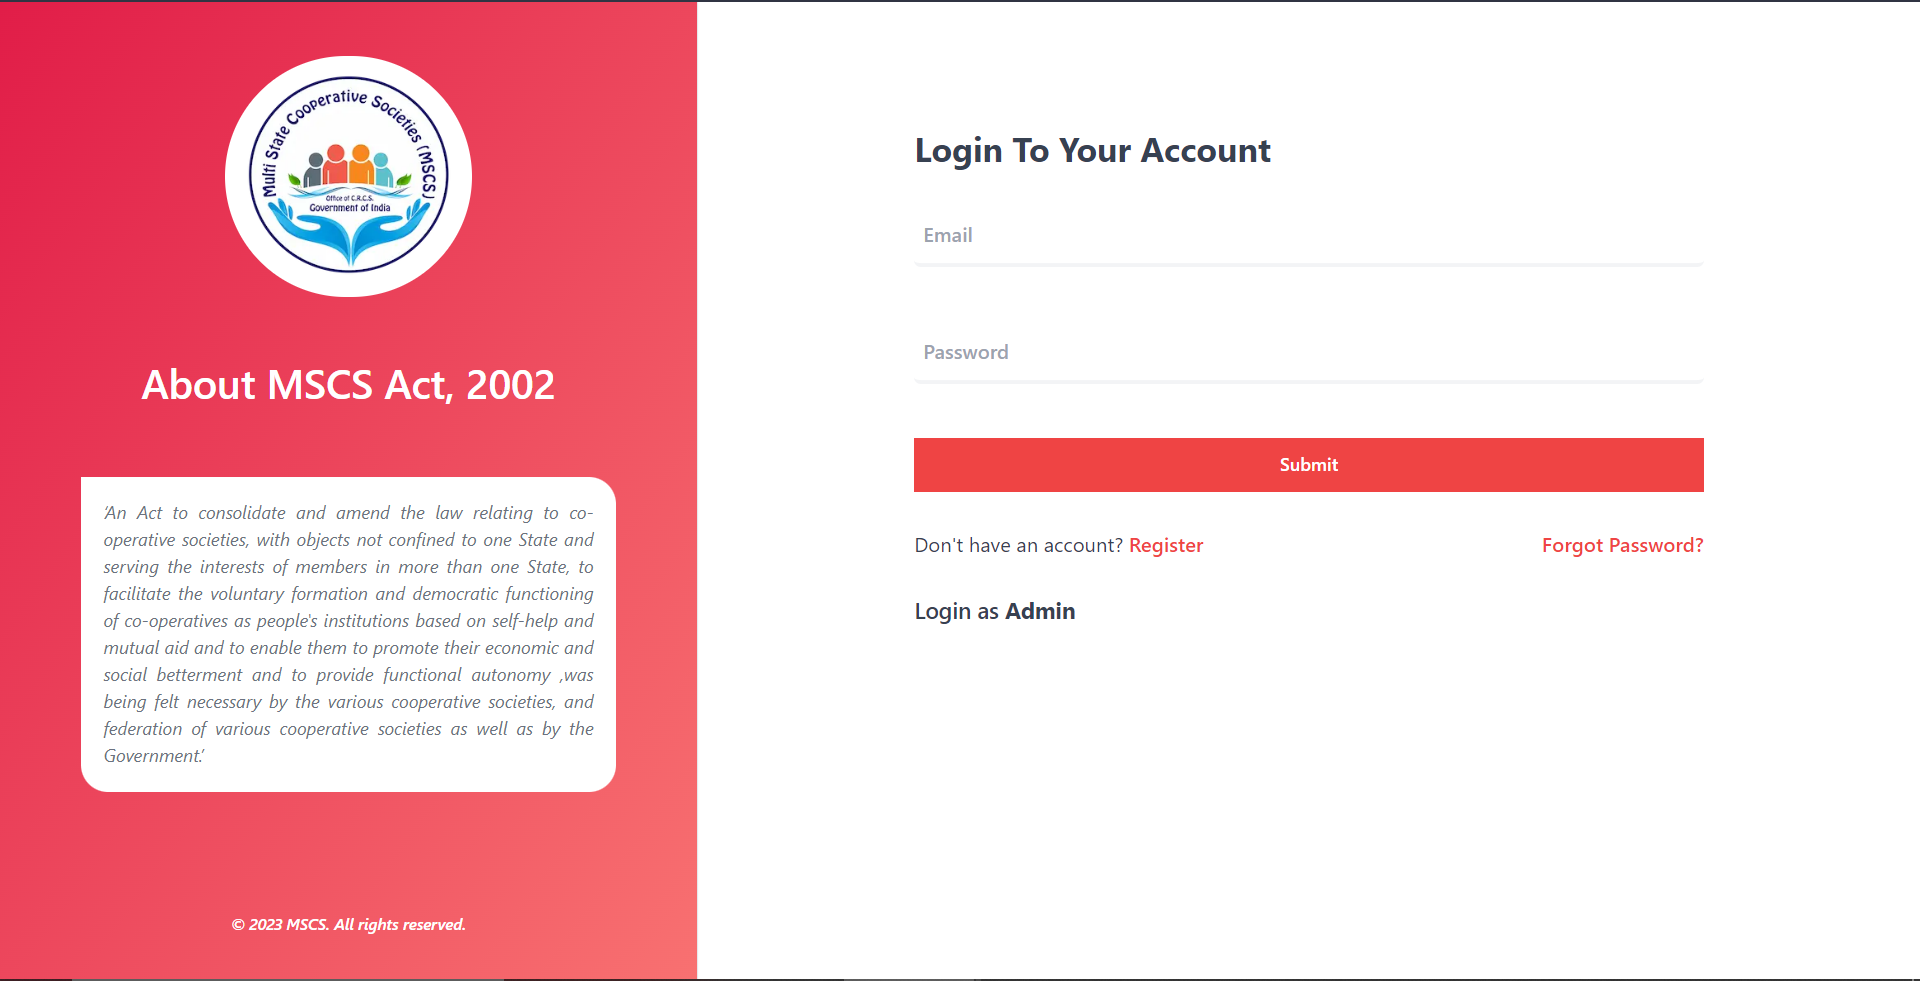 Multi State Cooperative Societies (MSCS)
Office of C.R.C.S.
Government of India
About MSCS Act, 2002
'An Act to consolidate and amend the law relating to co-
operative societies, with objects not confined to one State and
serving the interests of members in more than one State, to
facilitate the voluntary formation and democratic functioning
of co-operatives as people's institutions based on self-help and
mutual aid and to enable them to promote their economic and
social betterment and to provide functional autonomy ,was
being felt necessary by the various cooperative societies, and
federation of various cooperative societies as well as by the
Government.'
© 2023 MSCS. All rights reserved.
Login To Your Account
Email
Password
Submit
Don't have an account? Register
Forgot Password?
Login as Admin